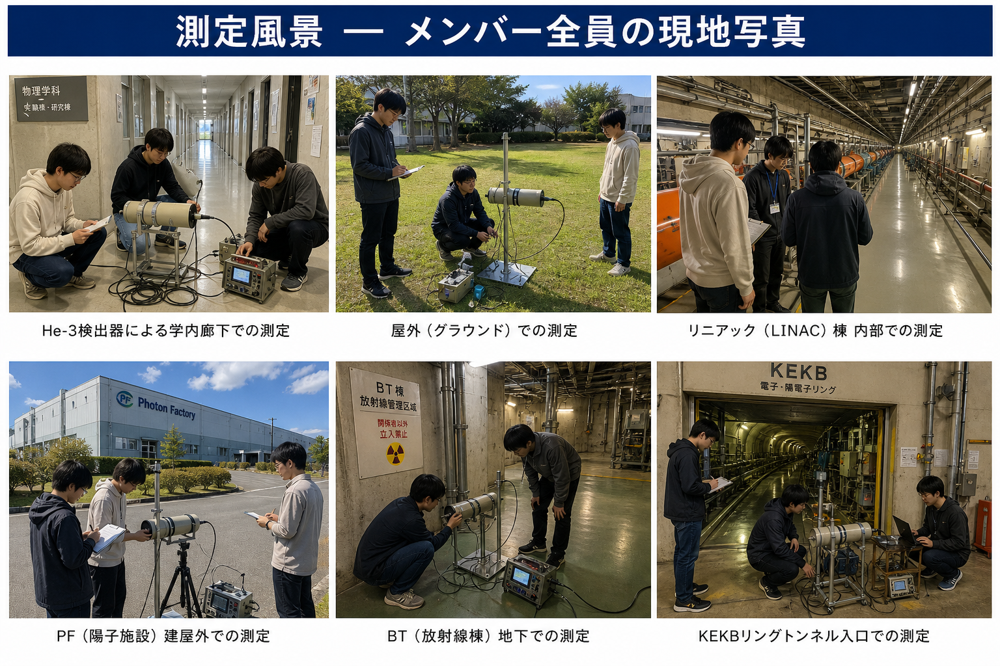 測定風景 — メンバー全員の現地写真
物理学科
実験棟・研究棟
He-3検出器による学内廊下での測定
屋外（グラウンド）での測定
リニアック（LINAC）棟 内部での測定
PF Photon Factory
BT棟
放射線管理区域
関係者以外
立入禁止
KEKB
電子・陽電子リング
PF（陽子施設）建屋外での測定
BT（放射線棟）地下での測定
KEKBリングトンネル入口での測定